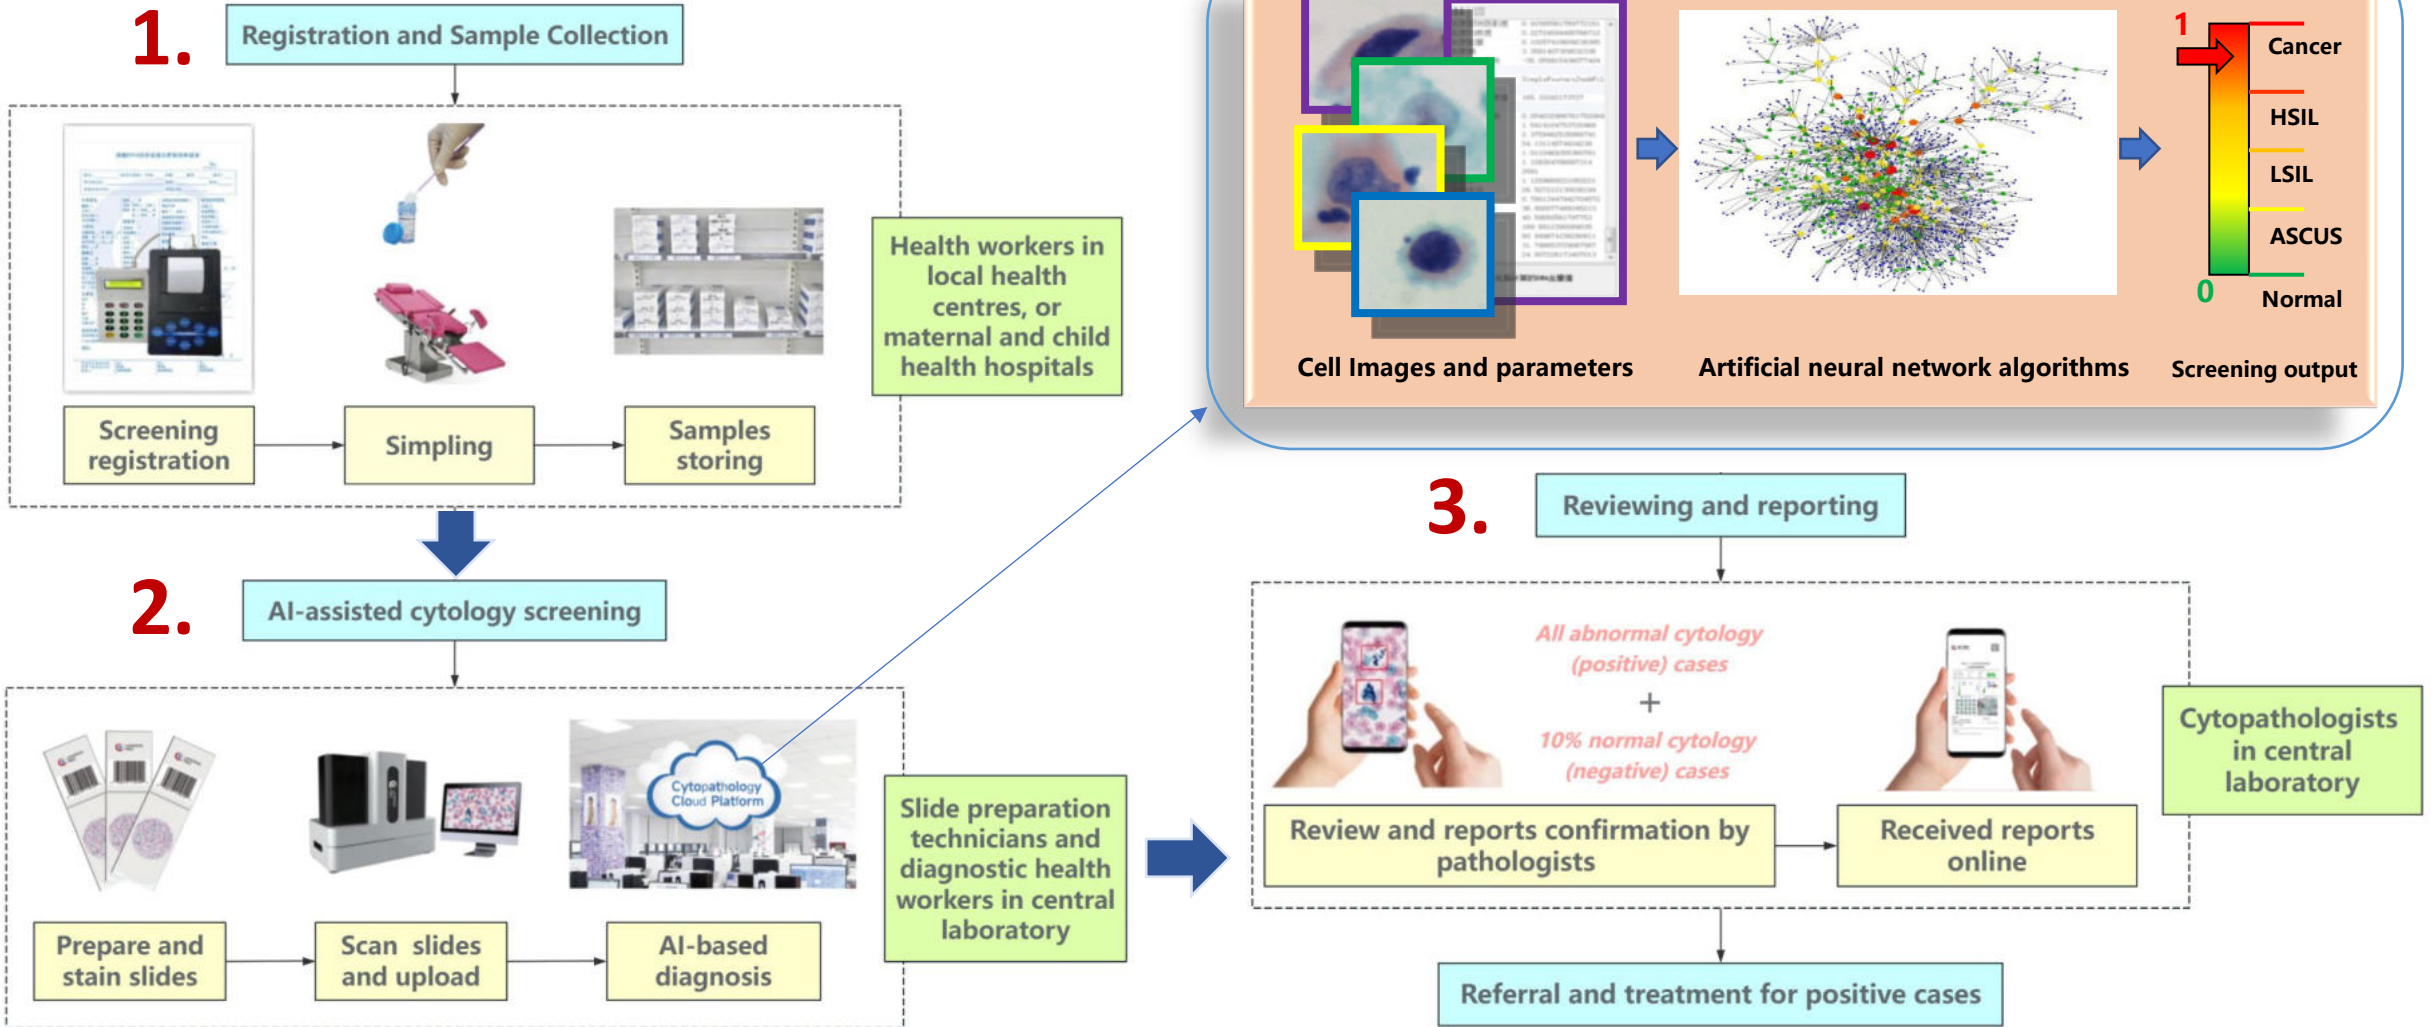 1.
Registration and Sample Collection
Screening
registration
Simpling
Samples
storing
Health workers in
local health
centres, or
maternal and child
health hospitals
2.
AI-assisted cytology screening
Cytopathology
Cloud Platform
Prepare and
stain slides
Scan slides
and upload
AI-based
diagnosis
Slide preparation
technicians and
diagnostic health
workers in central
laboratory
Cell Images and parameters
Artificial neural network algorithms
1
Cancer
HSIL
LSIL
ASCUS
0
Normal
Screening output
3.
Reviewing and reporting
All abnormal cytology
(positive) cases
+
10% normal cytology
(negative) cases
Review and reports confirmation by
pathologists
Received reports
online
Cytopathologists
in central
laboratory
Referral and treatment for positive cases